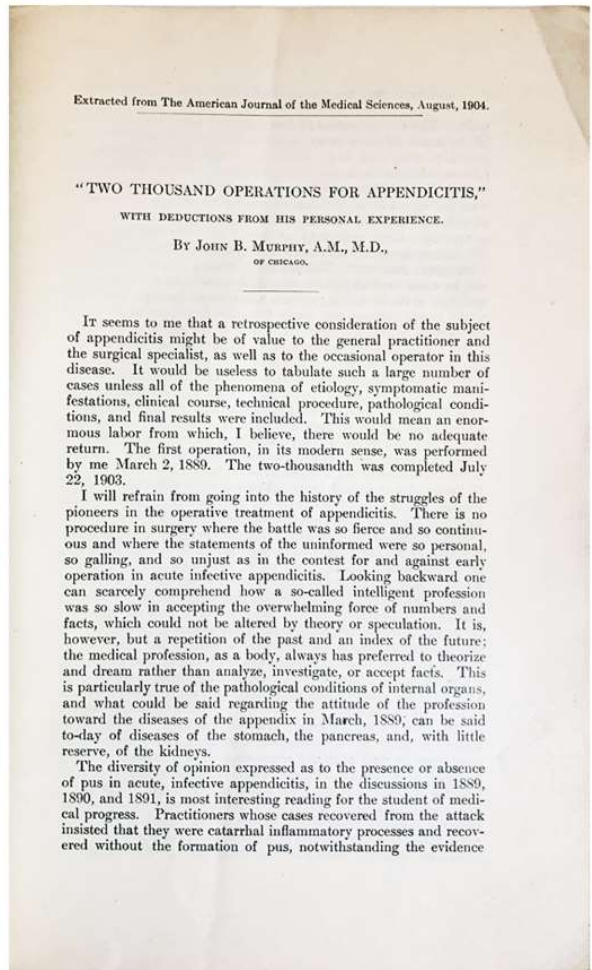 Extracted from The American Journal of the Medical Sciences, August, 1904.
"TWO THOUSAND OPERATIONS FOR APPENDICITIS,"
WITH DEDUCTIONS FROM HIS PERSONAL EXPERIENCE.
BY JOHN B. MURPHY, A.M., M.D.,
OF CHICAGO.
IT seems to me that a retrospective consideration of the subject
of appendicitis might be of value to the general practitioner and
the surgical specialist, as well as to the occasional operator in this
disease. It would be useless to tabulate such a large number of
cases unless all of the phenomena of etiology, symptomatic mani-
festations, clinical course, technical procedure, pathological condi-
tions, and final results were included. This would mean an enor-
mous labor from which, I believe, there would be no adequate
return. The first operation, in its modern sense, was performed
by me March 2, 1889. The two-thousandth was completed July
22, 1903.
I will refrain from going into the history of the struggles of the
pioneers in the operative treatment of appendicitis. There is no
procedure in surgery where the battle was so fierce and so continu-
ous and where the statements of the uninformed were so personal,
so galling, and so unjust as in the contest for and against early
operation in acute infective appendicitis. Looking backward one
can scarcely comprehend how a so-called intelligent profession
was so slow in accepting the overwhelming force of numbers and
facts, which could not be altered by theory or speculation. It is,
however, but a repetition of the past and an index of the future;
the medical profession, as a body, always has preferred to theorize
and dream rather than analyze, investigate, or accept facts. This
is particularly true of the pathological conditions of internal organs,
and what could be said regarding the attitude of the profession
toward the diseases of the appendix in March, 1889, can be said
to-day of diseases of the stomach, the pancreas, and, with little
reserve, of the kidneys.
The diversity of opinion expressed as to the presence or absence
of pus in acute, infective appendicitis, in the discussions in 1889,
1890, and 1891, is most interesting reading for the student of medi-
cal progress. Practitioners whose cases recovered from the attack
insisted that they were catarrhal inflammatory processes and recov-
ered without the formation of pus, notwithstanding the evidence